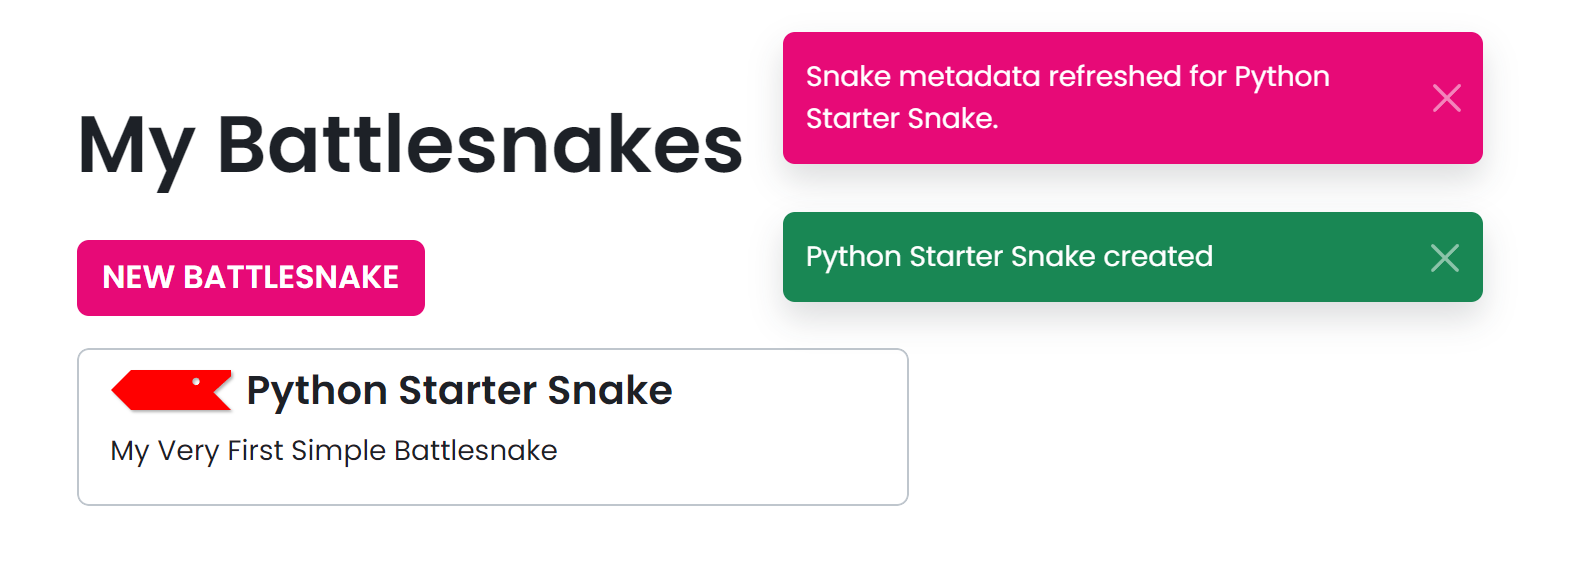 My Battlesnakes
Snake metadata refreshed for Python
Starter Snake.
Python Starter Snake created
NEW BATTLESNAKE
Python Starter Snake
My Very First Simple Battlesnake